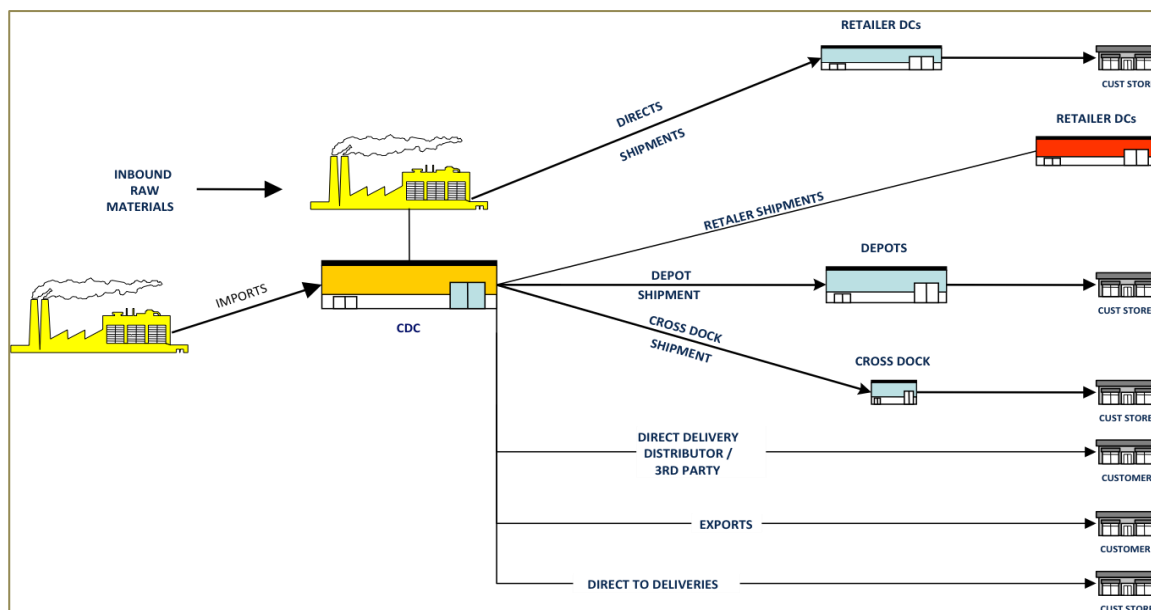 RETAILER DCs
CUST STORE
DIRECTS
SHIPMENTS
RETAILER DCs
INBOUND
RAW
MATERIALS
RETALER SHIPMENTS
DEPOTS
IMPORTS
DEPOT
SHIPMENT
CUST STORE
CDC
CROSS DOCK
SHIPMENT
CROSS DOCK
CUST STORE
DIRECT DELIVERY
DISTRIBUTOR /
3RD PARTY
CUSTOMER
EXPORTS
CUSTOMER
DIRECT TO DELIVERIES
CUST STORE